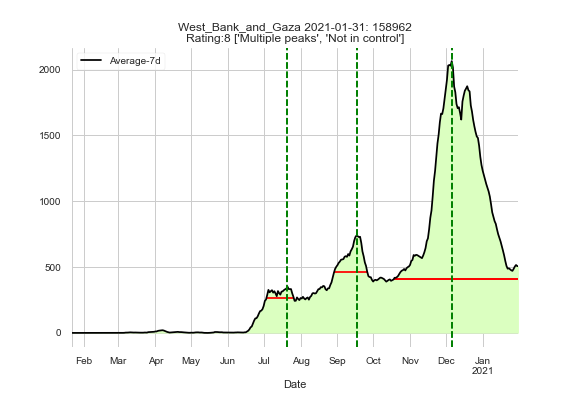 West_Bank_and_Gaza 2021-01-31: 158962
Rating:8 ['Multiple peaks', 'Not in control']
Average-7d
2000
1500
1000
500
0
Feb Mar Apr May Jun Jul Aug Sep Oct Nov Dec Jan
2021
Date